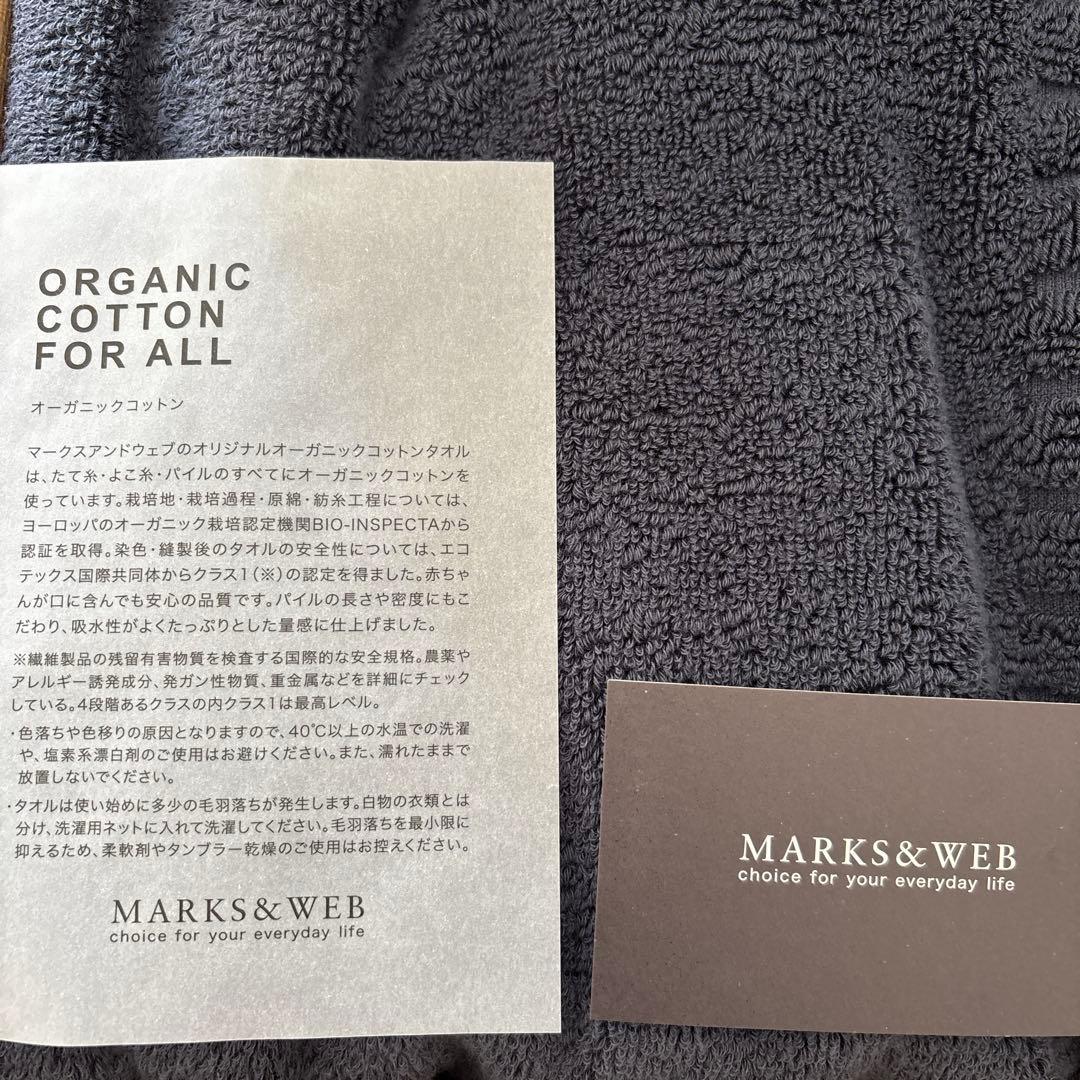 ORGANIC
COTTON
FOR ALL
オーガニックコットン
マークスアンドウェブのオリジナルオーガニックコットンタオル
は、たて糸・よこ糸・パイルのすべてにオーガニックコットンを
使っています。栽培地・栽培過程・原綿・紡糸工程については、
ヨーロッパのオーガニック栽培認定機関BIO-INSPECTAから
認証を取得。染色・縫製後のタオルの安全性については、エコ
テックス国際共同体からクラス1（※）の認定を得ました。赤ちゃ
んが口に含んでも安心の品質です。パイルの長さや密度にもこ
だわり、吸水性がよくたっぷりとした量感に仕上げました。
※繊維製品の残留有害物質を検査する国際的な安全規格。農薬や
アレルギー誘発成分、発ガン性物質、重金属などを詳細にチェック
している。4段階あるクラスの内クラス1は最高レベル。
・色落ちや色移りの原因となりますので、40℃以上の水温での洗濯
や、塩素系漂白剤のご使用はお避けください。また、濡れたままで
放置しないでください。
・タオルは使い始めに多少の毛羽落ちが発生します。白物の衣類とは
分け、洗濯用ネットに入れて洗濯してください。毛羽落ちを最小限に
抑えるため、柔軟剤やタンブラー乾燥のご使用はお控えください。
MARKS&WEB
choice for your everyday life
MARKS&WEB
choice for your everyday life